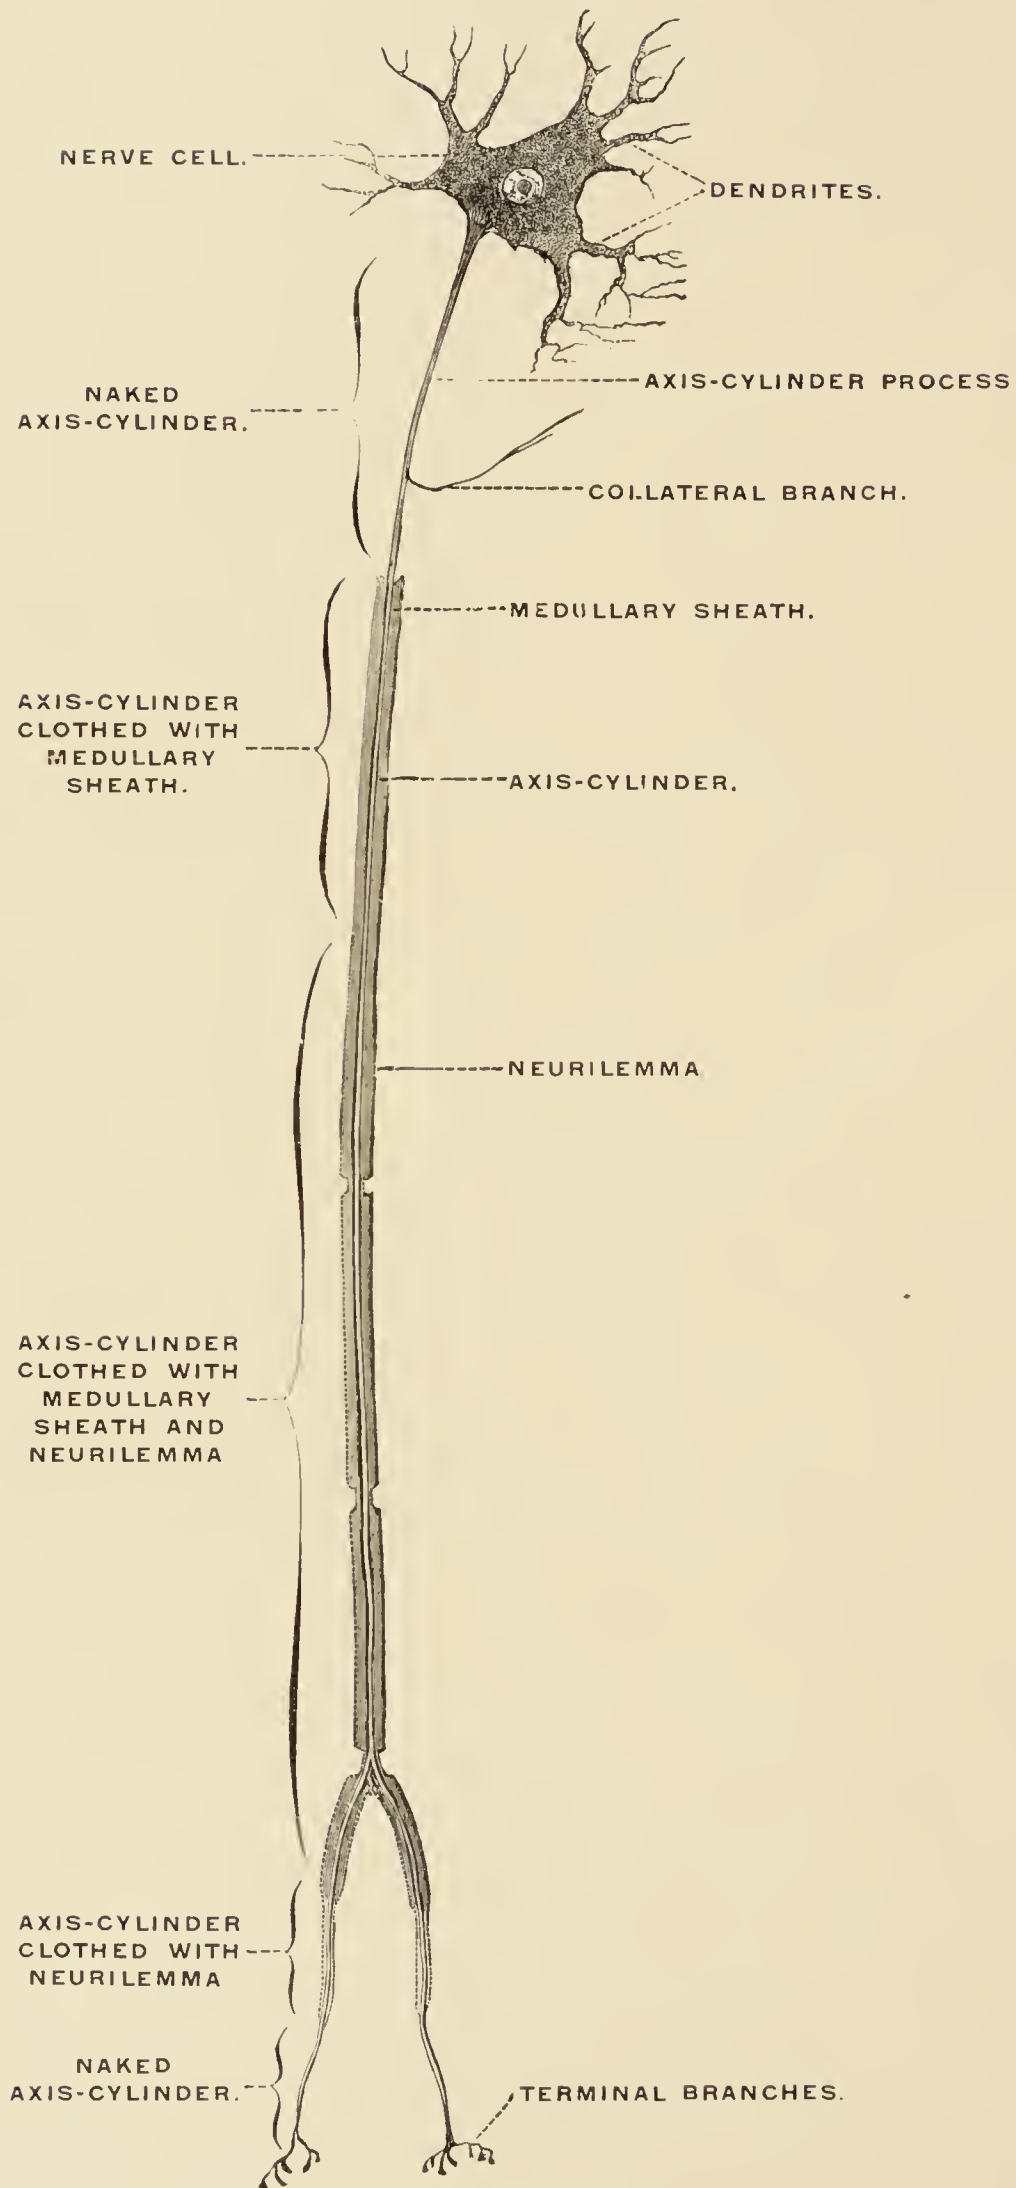 NERVE CELL.
DENDRITES.
AXIS-CYLINDER PROCESS
NAKED
AXIS-CYLINDER.
COLLATERAL BRANCH.
MEDULLARY SHEATH.
AXIS-CYLINDER
CLOTHED WITH
MEDULLARY
SHEATH.
AXIS-CYLINDER.
NEURILEMMA
AXIS-CYLINDER
CLOTHED WITH
MEDULLARY
SHEATH AND
NEURILEMMA
AXIS-CYLINDER
CLOTHED WITH
NEURILEMMA
NAKED
AXIS-CYLINDER.
TERMINAL BRANCHES.